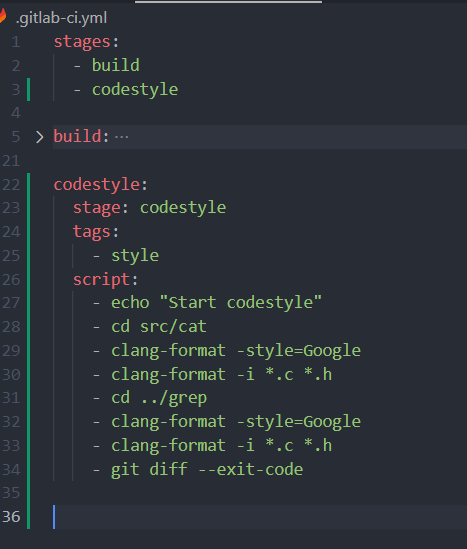 .gitlab-ci.yml
1 stages:
2   - build
3   - codestyle
4
5 build: ...
21
22 codestyle:
23   stage: codestyle
24   tags:
25     - style
26   script:
27     - echo "Start codestyle"
28     - cd src/cat
29     - clang-format -style=Google
30     - clang-format -i *.c *.h
31     - cd ../grep
32     - clang-format -style=Google
33     - clang-format -i *.c *.h
34     - git diff --exit-code
35
36